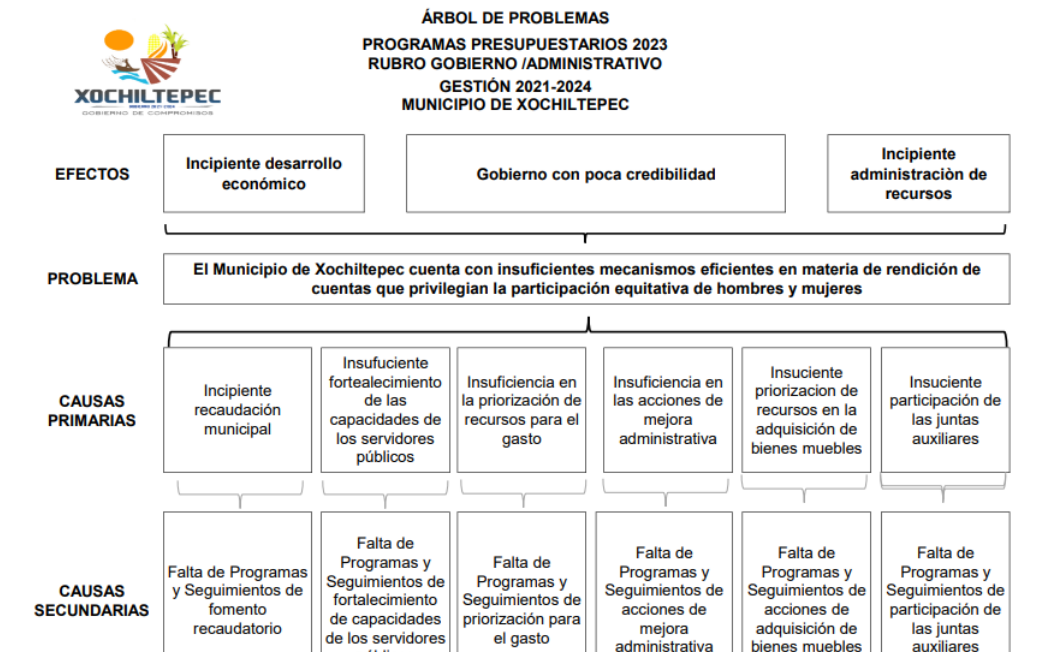 ÁRBOL DE PROBLEMAS
PROGRAMAS PRESUPUESTARIOS 2023
RUBRO GOBIERNO /ADMINISTRATIVO
GESTIÓN 2021-2024
MUNICIPIO DE XOCHILTEPEC
XOCHILTEPEC
GOBIERNO DE COMPROMISOS
EFECTOS
Incipiente desarrollo
económico
Gobierno con poca credibilidad
Incipiente
administraciòn de
recursos
PROBLEMA
El Municipio de Xochiltepec cuenta con insuficientes mecanismos eficientes en materia de rendición de
cuentas que privilegian la participación equitativa de hombres y mujeres
CAUSAS
PRIMARIAS
Incipiente
recaudación
municipal
Insufuciente
fortealecimiento
de las
capacidades de
los servidores
públicos
Insuficiencia en
la priorización de
recursos para el
gasto
Insuficiencia en
las acciones de
mejora
administrativa
Insuciente
priorizacion de
recursos en la
adquisición de
bienes muebles
Insuciente
participación de
las juntas
auxiliares
CAUSAS
SECUNDARIAS
Falta de Programas
y Seguimientos de
fomento
recaudatorio
Falta de
Programas y
Seguimientos de
fortalecimiento
de capacidades
de los servidores
Falta de
Programas y
Seguimientos de
priorización para
el gasto
Falta de
Programas y
Seguimientos de
acciones de
mejora
administrativa
Falta de
Programas y
Seguimientos de
acciones de
adquisición de
bienes muebles
Falta de
Programas y
Seguimientos de
participación de
las juntas
auxiliares